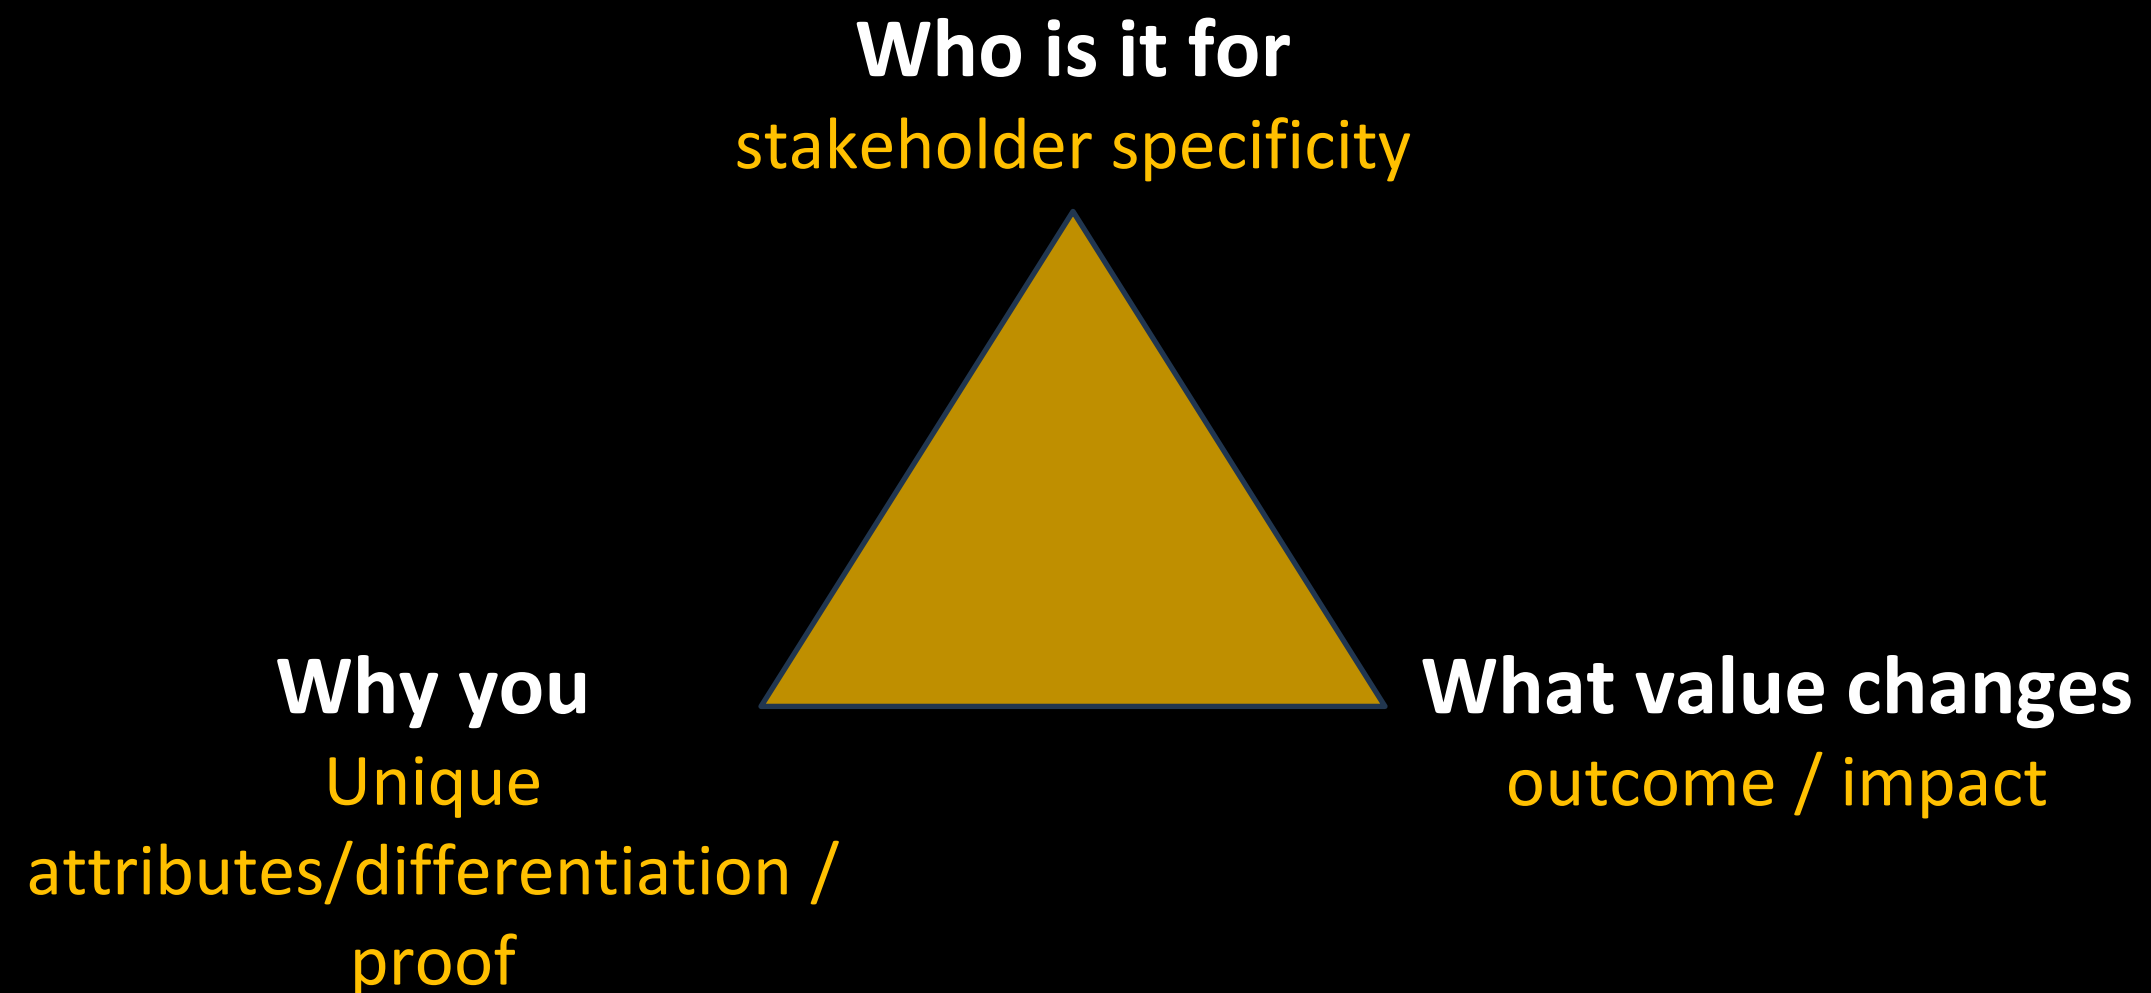 Who is it for
stakeholder specificity
Why you
Unique
attributes/differentiation /
proof
What value changes
outcome / impact